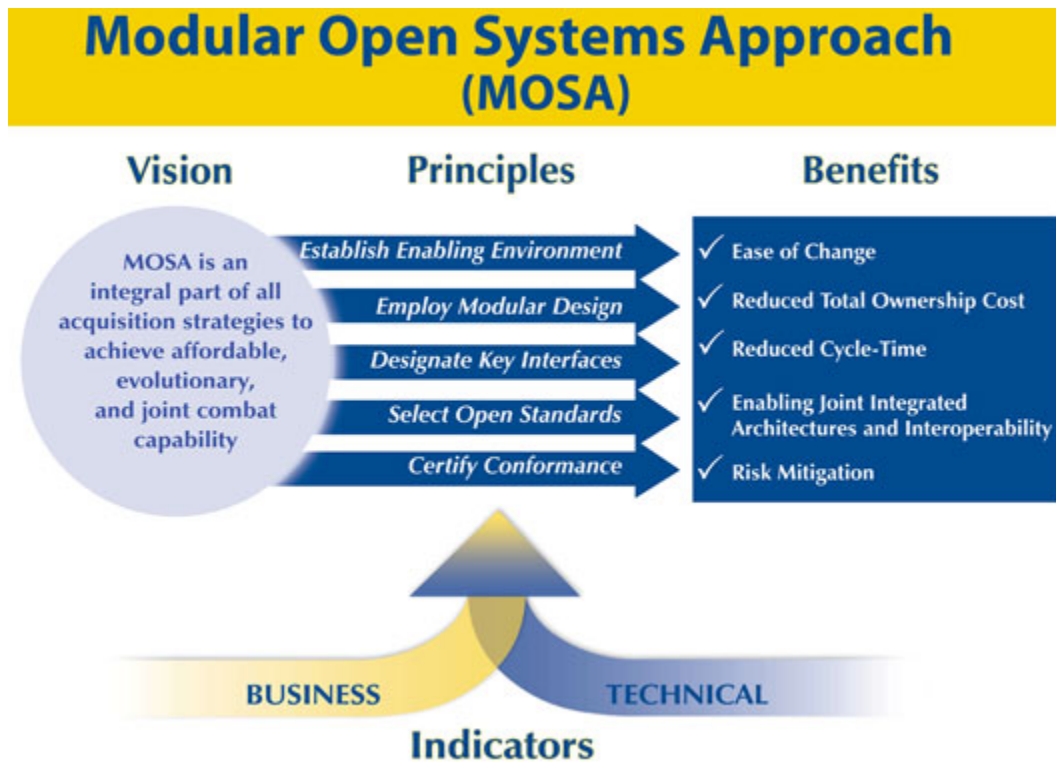 Modular Open Systems Approach
(MOSA)
Vision
Principles
Benefits
MOSA is an
integral part of all
acquisition strategies to
achieve affordable,
evolutionary,
and joint combat
capability
Establish Enabling Environment
Employ Modular Design
Designate Key Interfaces
Select Open Standards
Certify Conformance
✓ Ease of Change
✓ Reduced Total Ownership Cost
✓ Reduced Cycle-Time
✓ Enabling Joint Integrated
Architectures and Interoperability
✓ Risk Mitigation
BUSINESS
TECHNICAL
Indicators